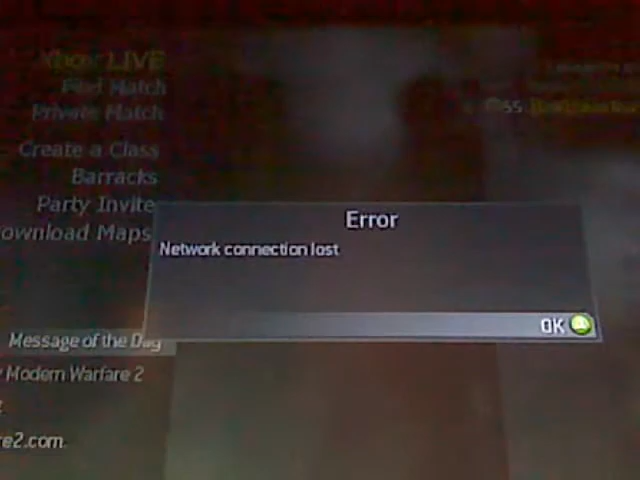 Xbox LIVE
Find Match
Private Match
55
Create a Class
Barracks
Party Invite
ownload Maps
Error
Network connection lost
OK A
Message of the Day
Modern Warfare 2
re2.com